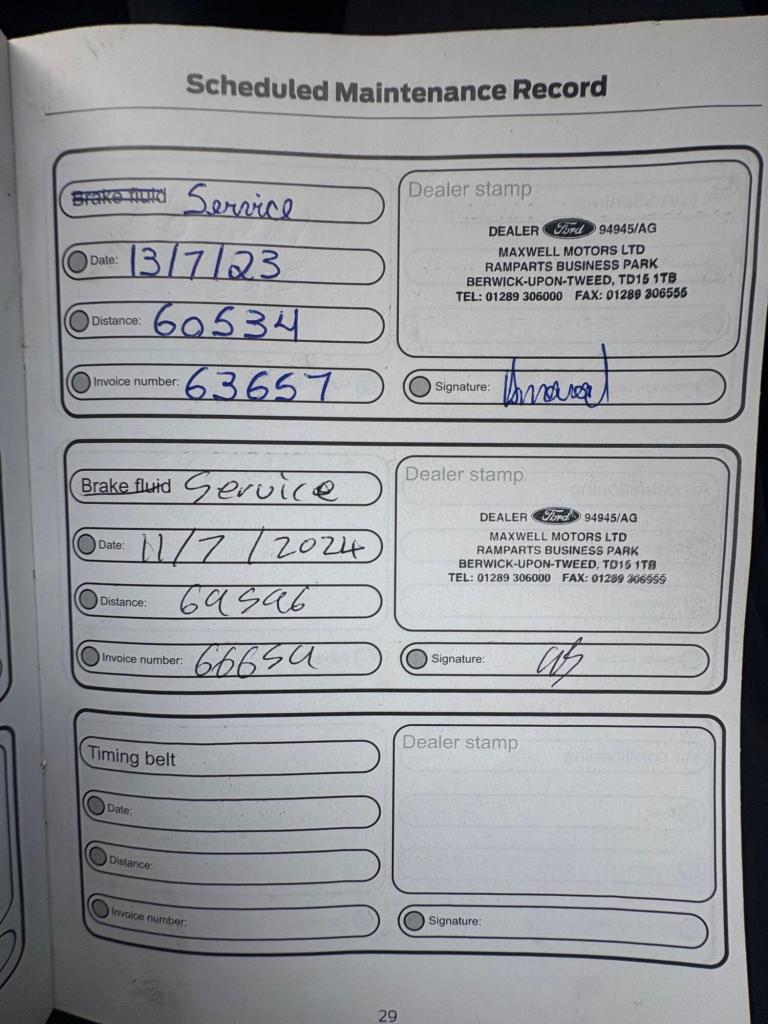 Scheduled Maintenance Record
Brake fluid Service
Date: 13/7/23
Distance: 60534
Invoice number: 63657
Dealer stamp
DEALER Ford 94945/AG
MAXWELL MOTORS LTD
RAMPARTS BUSINESS PARK
BERWICK-UPON-TWEED, TD15 1TB
TEL: 01289 306000 FAX: 01289 306555
Signature:
Brake fluid Service
Date: 11/7/2024
Distance: 69596
Invoice number: 66659
Dealer stamp
DEALER Ford 94945/AG
MAXWELL MOTORS LTD
RAMPARTS BUSINESS PARK
BERWICK-UPON-TWEED, TD15 1TB
TEL: 01289 306000 FAX: 01289 306555
Signature:
Timing belt
Date:
Distance:
Invoice number:
Dealer stamp
Signature:
29